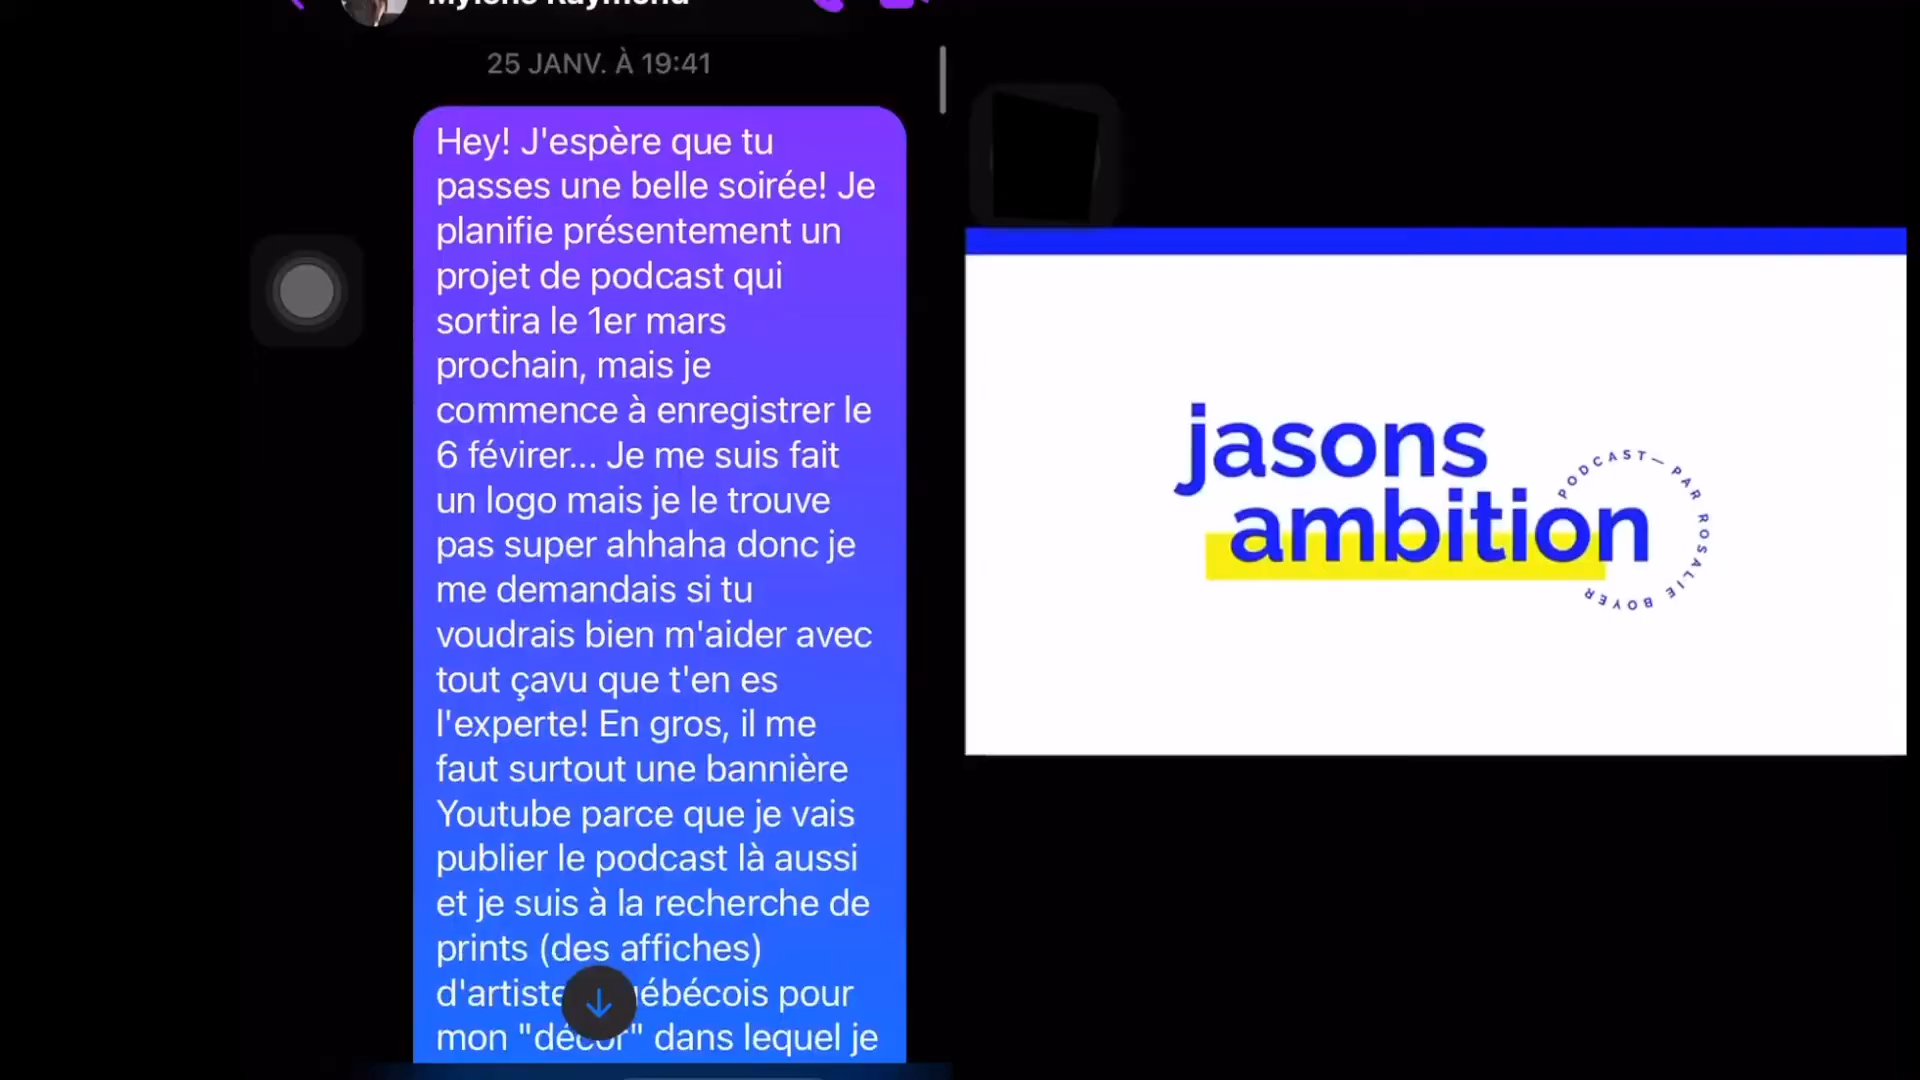 25 JANV. À 19:41
Hey! J'espère que tu
passes une belle soirée! Je
planifie présentement un
projet de podcast qui
sortira le 1er mars
prochain, mais je
commence à enregistrer le
6 févirer... Je me suis fait
un logo mais je le trouve
pas super ahhaha donc je
me demandais si tu
voudrais bien m'aider avec
tout çavu que t'en es
l'experte! En gros, il me
faut surtout une bannière
Youtube parce que je vais
publier le podcast là aussi
et je suis à la recherche de
prints (des affiches)
pour
mon "décor" dans lequel je
jasons
ambition
PODCAST— PAR ROSALIE BOYER